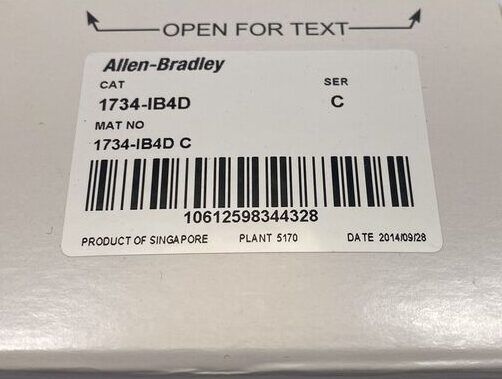 OPEN FOR TEXT
Allen-Bradley
CAT SER
1734-IB4D C
MAT NO
1734-IB4D C
10612598344328
PRODUCT OF SINGAPORE PLANT 5170 DATE 2014/09/28